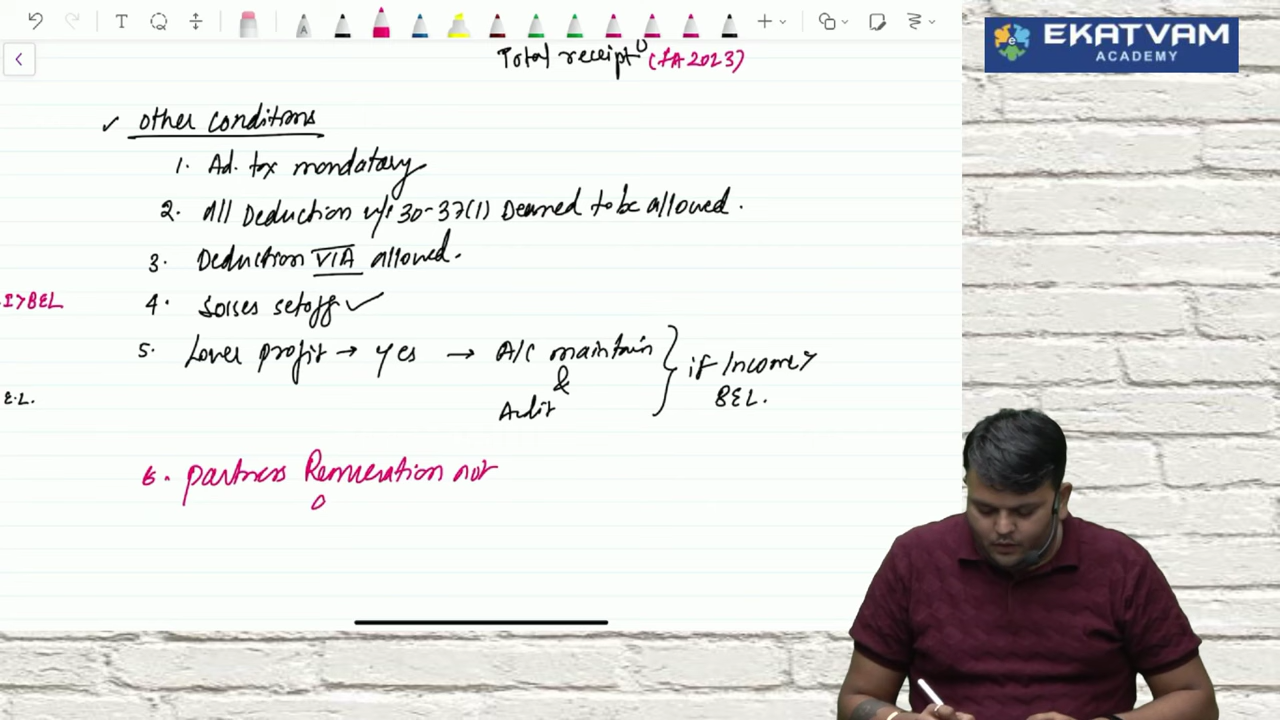 EKATVAM
ACADEMY
Total receipt (FA 2023)
✓ Other conditions
1. Ad. tax mandatory
2. All Deduction u/s 30-37(1) Deemed to be allowed.
3. Deduction VIA allowed.
I > BEL
4. Losses setoff ✓
5. Lower profit → Yes → A/C maintain & Audit } if Income > BEL.
E.L.
6. partners Remuneration not